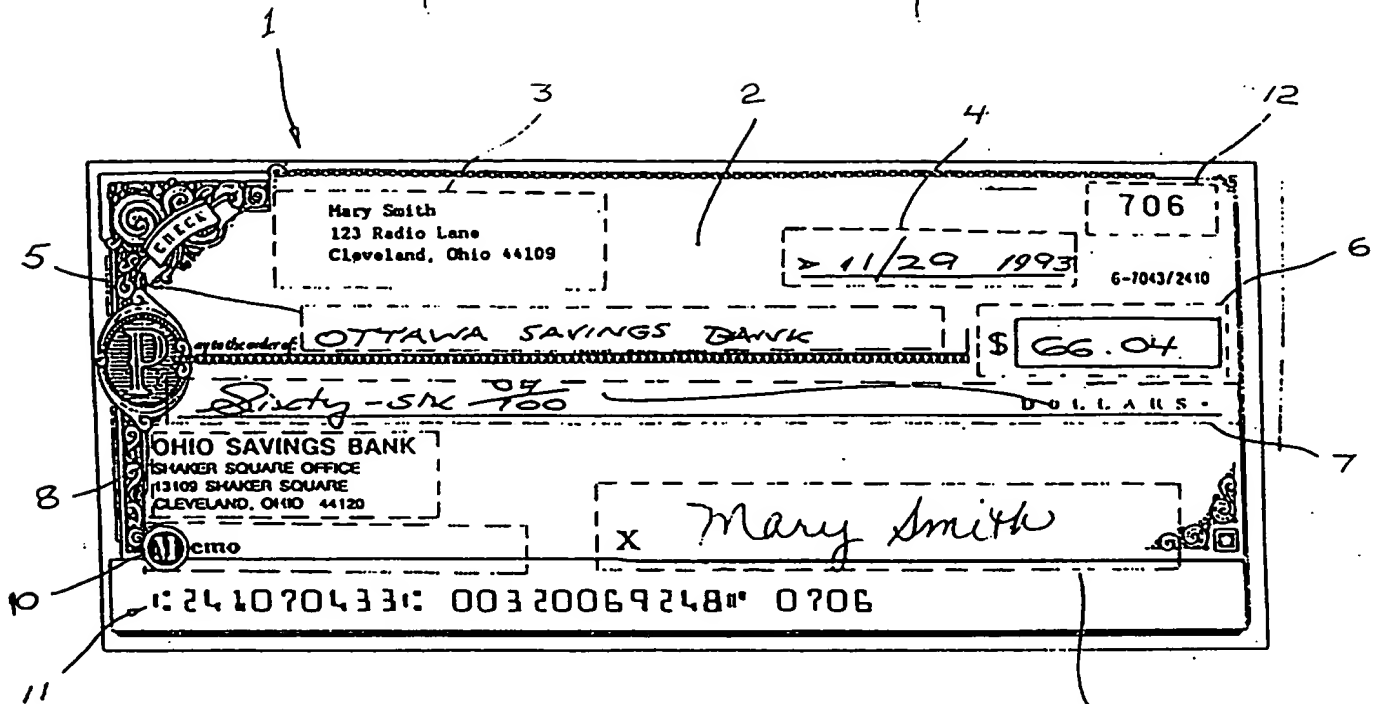 1
3
2
4
12
Mary Smith
123 Radio Lane
Cleveland, Ohio 44109
CHECK
706
> 11/29 1993
6-7043/2410
5
6
Pay to the order of: OTTAWA SAVINGS BANK
$ 66.04
Sixty-six 04/100 DOLLARS
7
OHIO SAVINGS BANK
SHAKER SQUARE OFFICE
13109 SHAKER SQUARE
CLEVELAND, OHIO 44120
8
X Mary Smith
Memo
10
⑆241070433⑆ 00320069248⑈ 0706
11